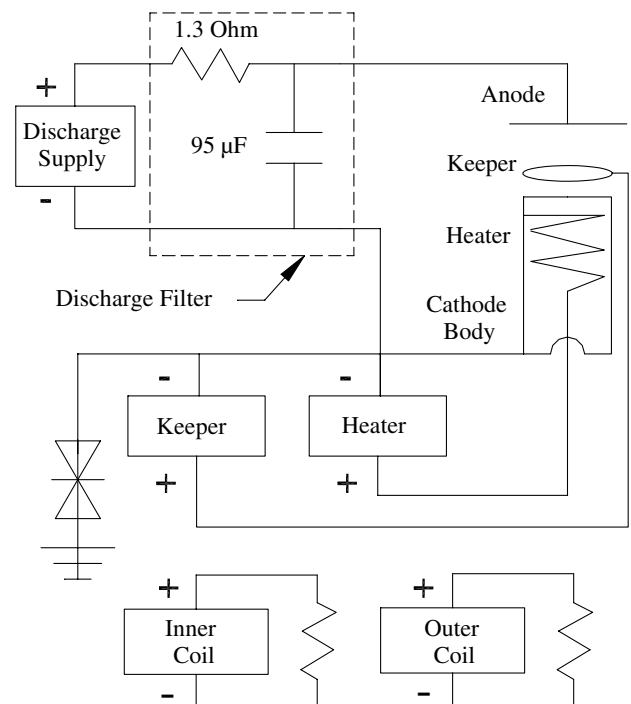 1.3 Ohm
+
Discharge
Supply
-
95 µF
Anode
Keeper
Heater
Discharge Filter
Cathode
Body
-
Keeper
+
-
Heater
+
+
Inner
Coil
-
+
Outer
Coil
-